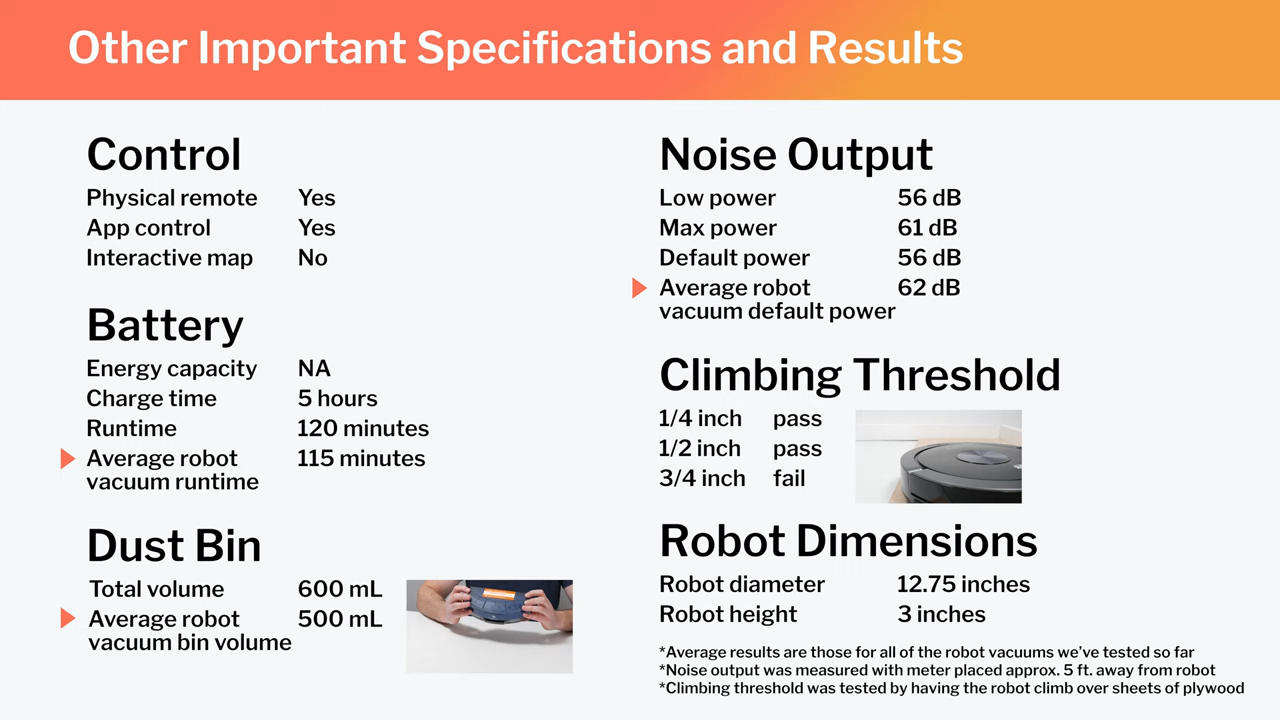 Other Important Specifications and Results
Control
Physical remote Yes
App control Yes
Interactive map No
Battery
Energy capacity NA
Charge time 5 hours
Runtime 120 minutes
Average robot 115 minutes
vacuum runtime
Dust Bin
Total volume 600 mL
Average robot 500 mL
vacuum bin volume
Noise Output
Low power 56 dB
Max power 61 dB
Default power 56 dB
Average robot 62 dB
vacuum default power
Climbing Threshold
1/4 inch pass
1/2 inch pass
3/4 inch fail
Robot Dimensions
Robot diameter 12.75 inches
Robot height 3 inches
*Average results are those for all of the robot vacuums we've tested so far
*Noise output was measured with meter placed approx. 5 ft. away from robot
*Climbing threshold was tested by having the robot climb over sheets of plywood